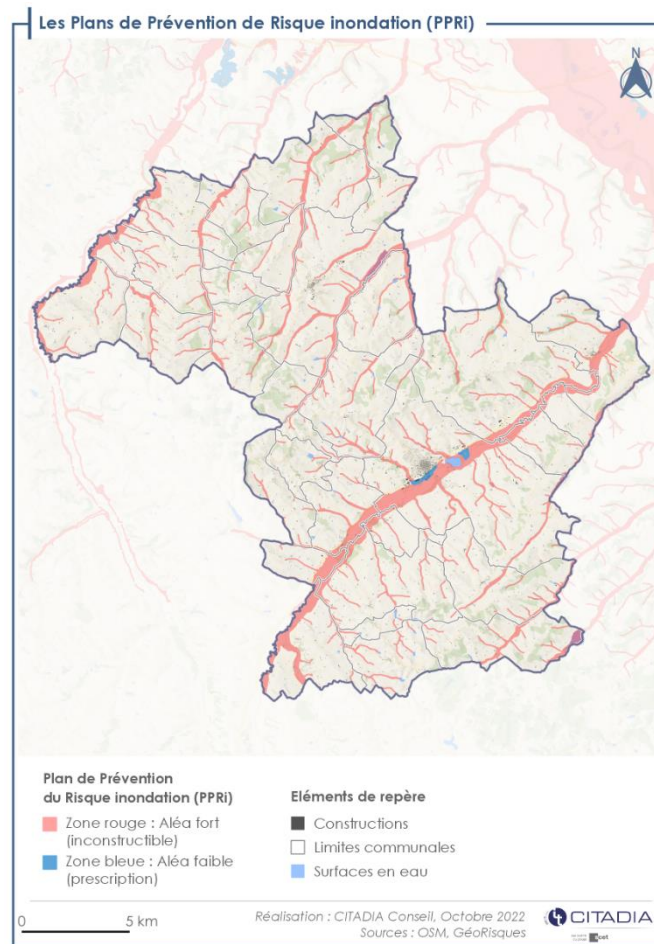 Les Plans de Prévention de Risque inondation (PPRi)
N
Plan de Prévention
du Risque inondation (PPRi)
Zone rouge : Aléa fort
(inconstructible)
Zone bleue : Aléa faible
(prescription)
Eléments de repère
Constructions
Limites communales
Surfaces en eau
0 5 km
Réalisation : CITADIA Conseil, Octobre 2022
Sources : OSM, GéoRisques
CITADIA